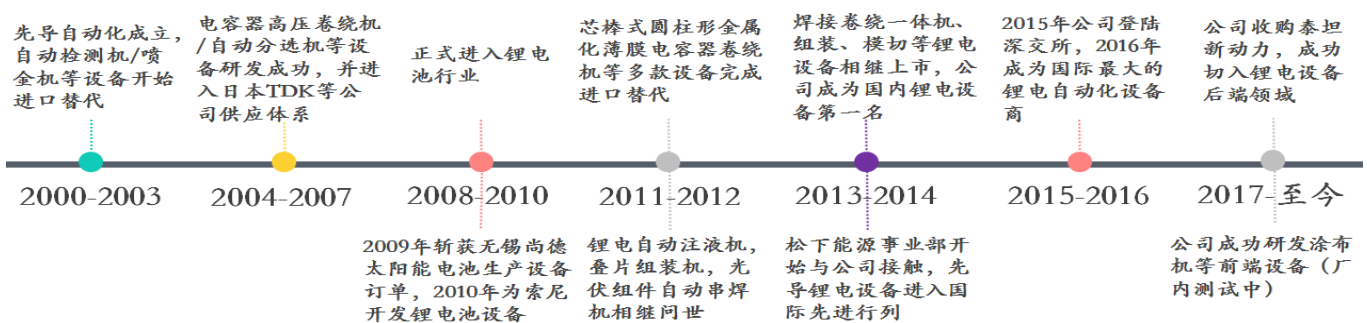 先导自动化成立，
自动检测机/喷
金机等设备开始
进口替代
电容器高压卷绕机
/自动分选机等设
备研发成功，并进
入日本TDK等公
司供应体系
正式进入锂电
池行业
芯棒式圆柱形金属
化薄膜电容器卷绕
机等多款设备完成
进口替代
焊接卷绕一体机、
组装、模切等锂电
设备相继上市，公
司成为国内锂电设
备第一名
2015年公司登陆
深交所，2016年
成为国际最大的
锂电自动化设备
商
公司收购泰坦
新动力，成功
切入锂电设备
后端领域
2000-2003
2004-2007
2008-2010
2011-2012
2013-2014
2015-2016
2017-至今
2009年斩获无锡尚德
太阳能电池生产设备
订单，2010年为索尼
开发锂电池设备
锂电自动注液机，
叠片组装机，光
伏组件自动串焊
机相继问世
松下能源事业部开
始与公司接触，先
导锂电设备进入国
际先进行列
公司成功研发涂布
机等前端设备（厂
内测试中）